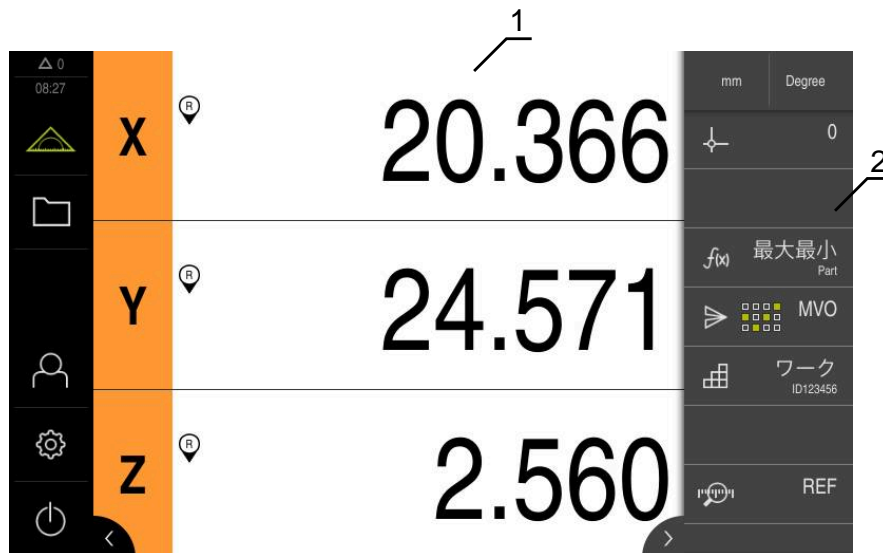 1
0
08:27
X
R
20.366
mm
Degree
0
2
最大最小
f(x)
Part
Y
R
24.571
MVO
ワーク
ID123456
Z
R
2.560
REF